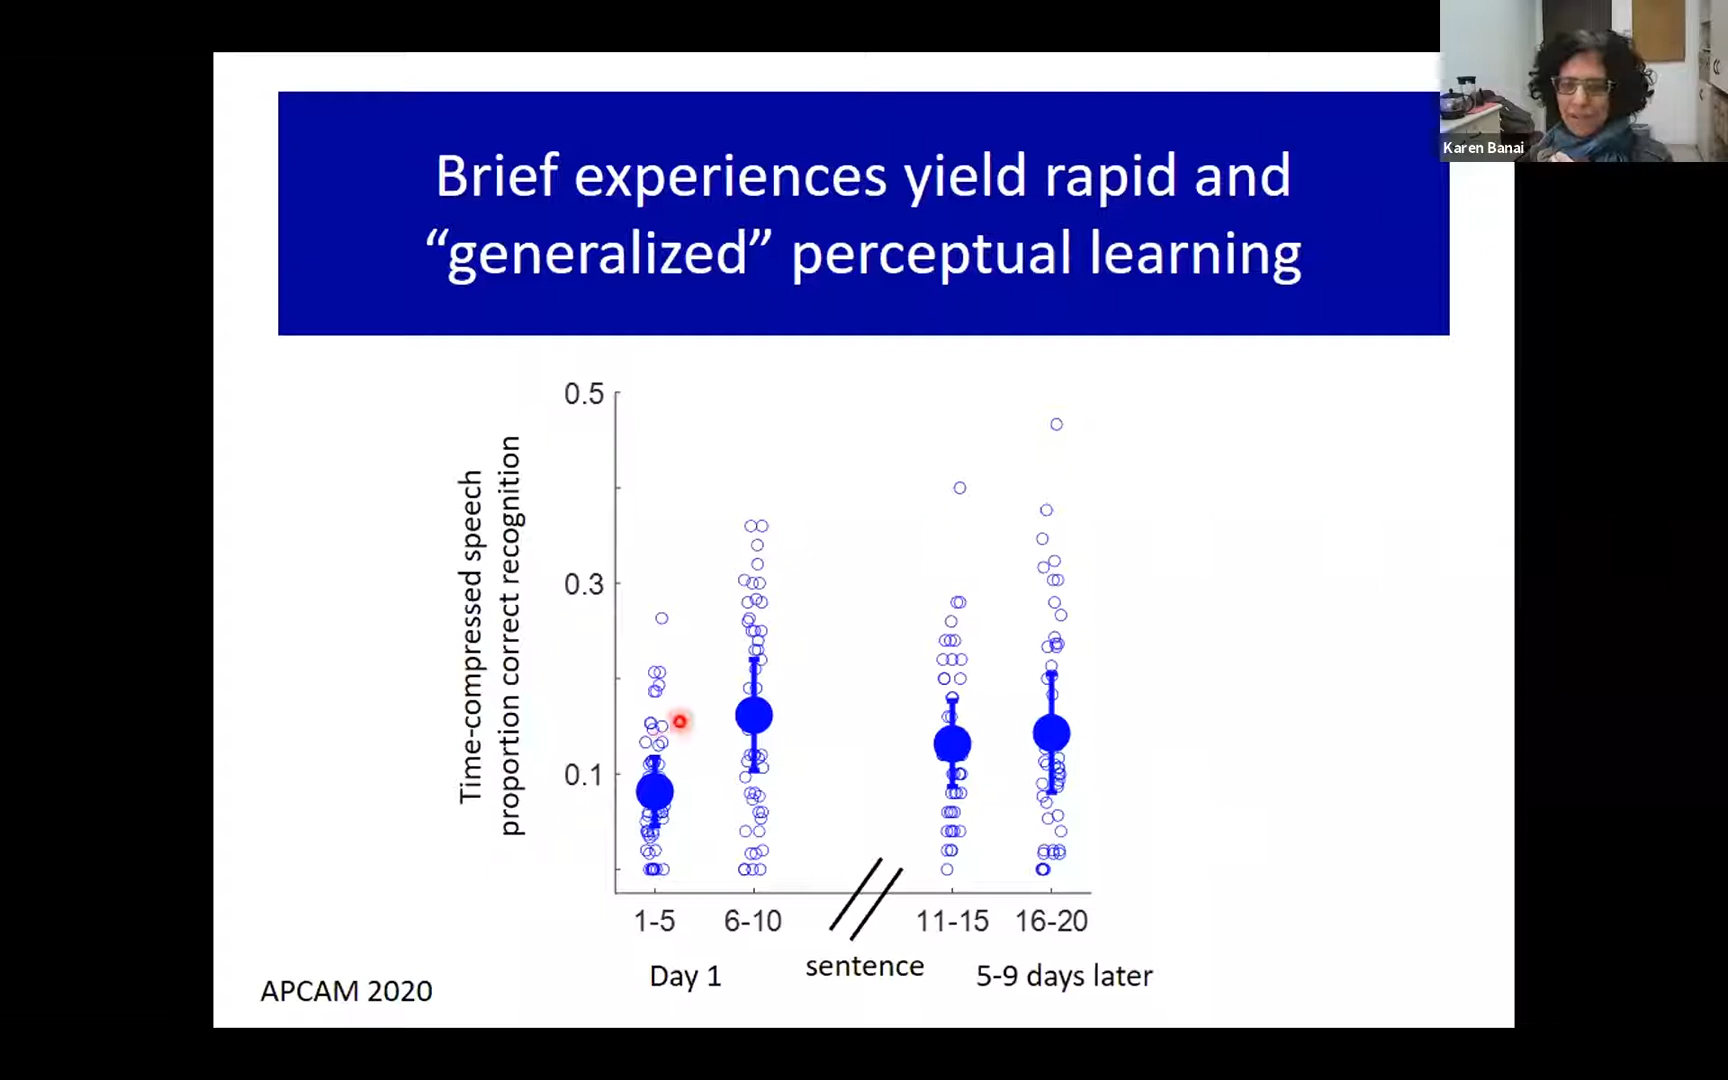 Karen Banai
Brief experiences yield rapid and
“generalized” perceptual learning
Time-compressed speech
proportion correct recognition
0.5
0.3
0.1
1-5 6-10 11-15 16-20
Day 1 sentence 5-9 days later
APCAM 2020